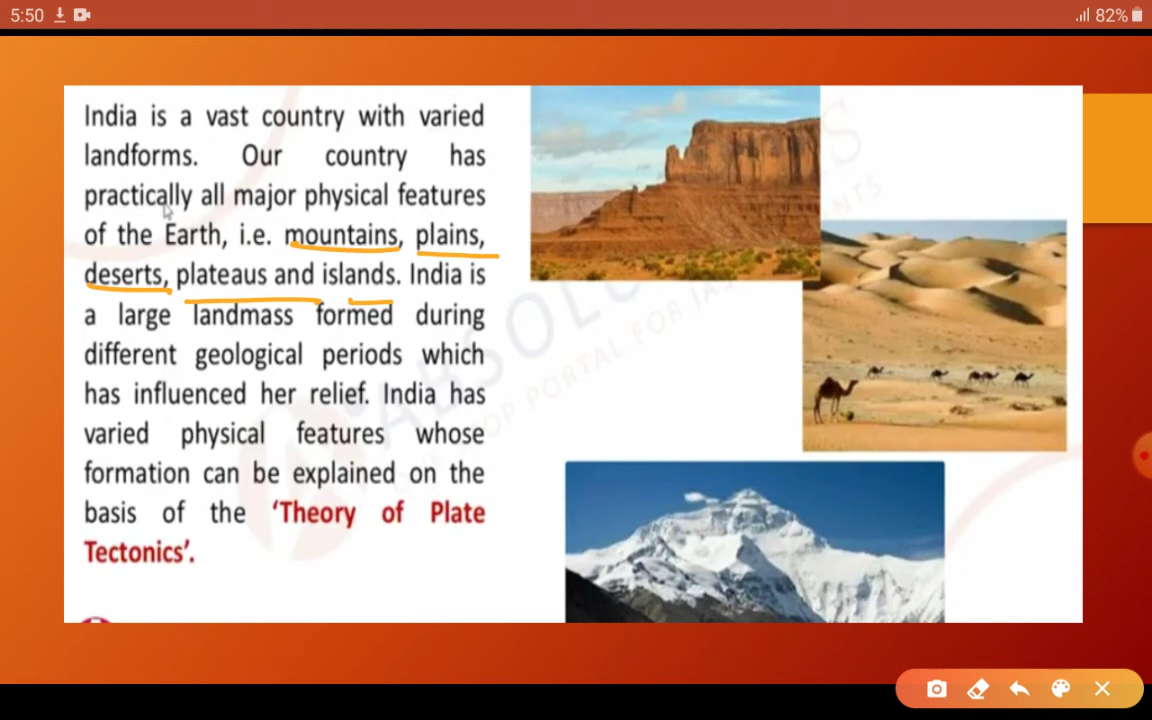 5:50
82%
India is a vast country with varied
landforms. Our country has
practically all major physical features
of the Earth, i.e. mountains, plains,
deserts, plateaus and islands. India is
a large landmass formed during
different geological periods which
has influenced her relief. India has
varied physical features whose
formation can be explained on the
basis of the ‘Theory of Plate
Tectonics’.